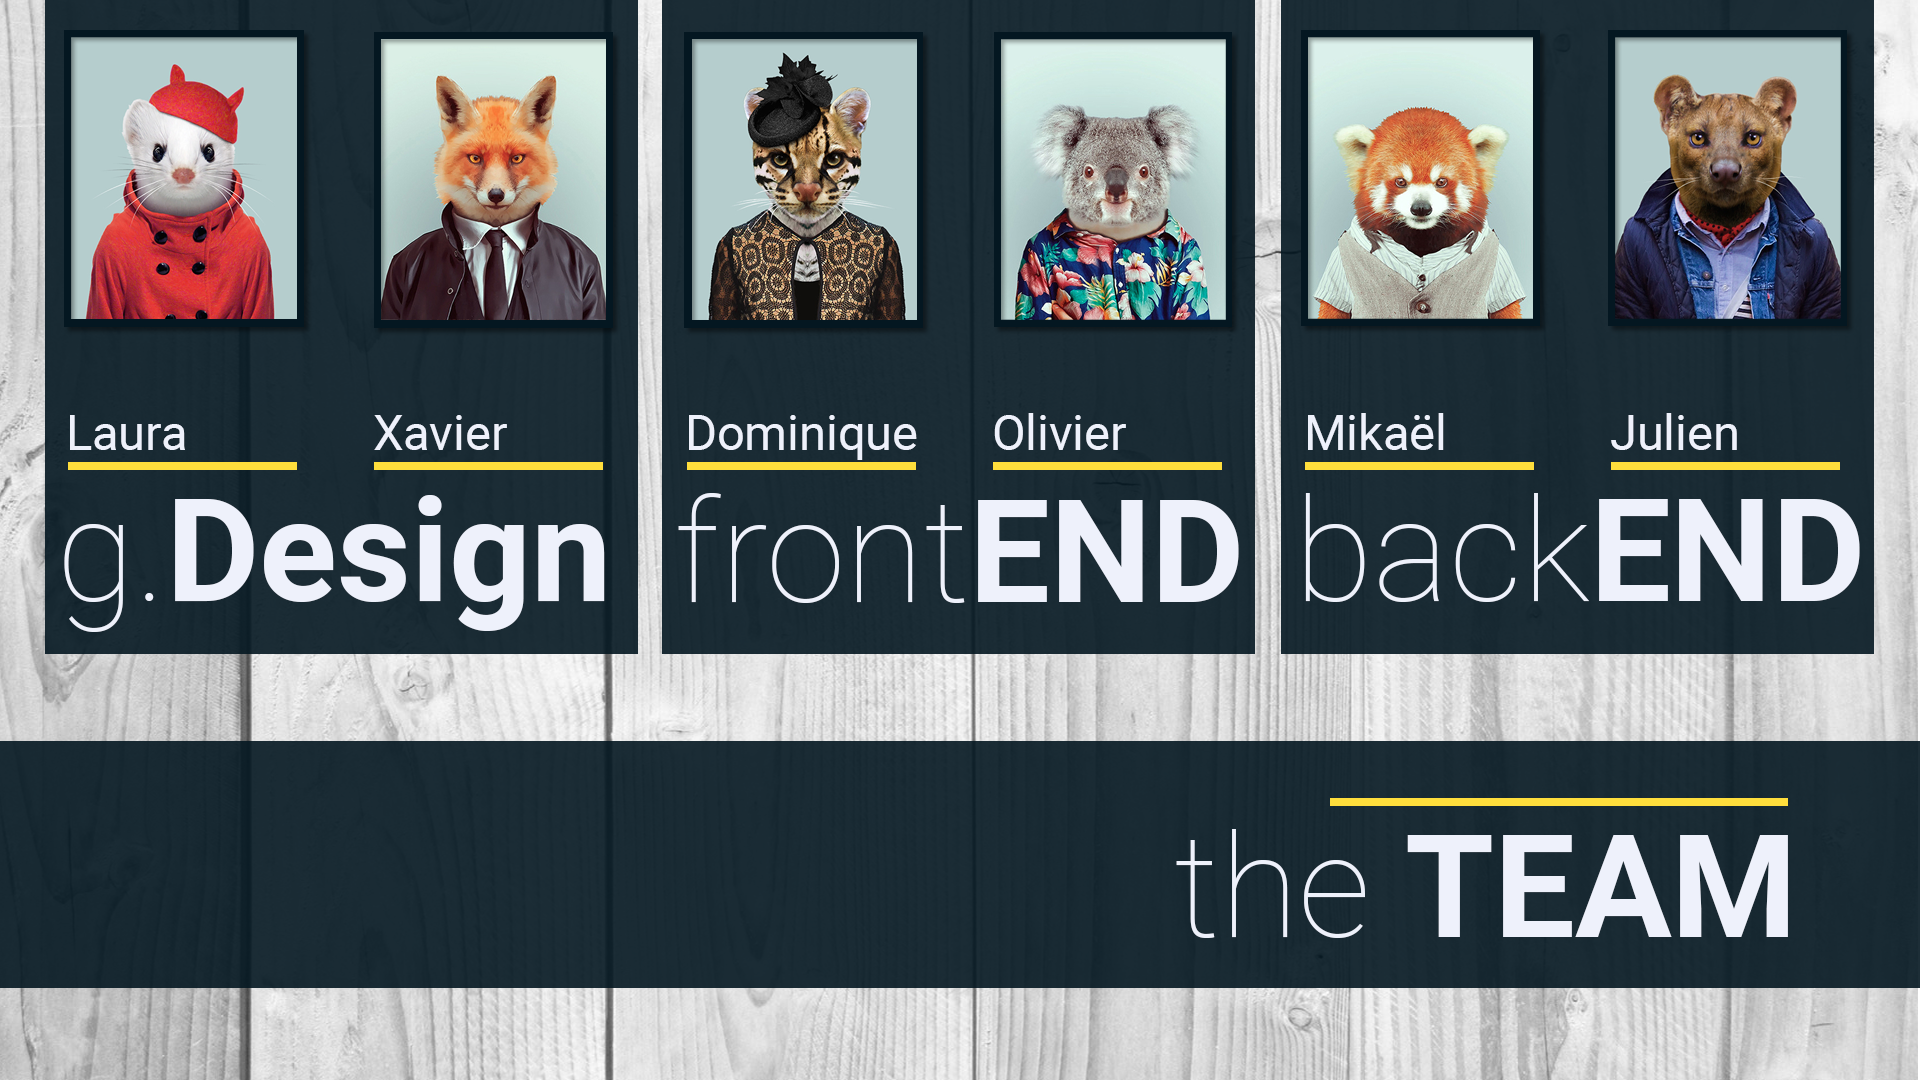 Laura
Xavier
g.Design
Dominique
Olivier
frontEND
Mikaël
Julien
backEND
the TEAM